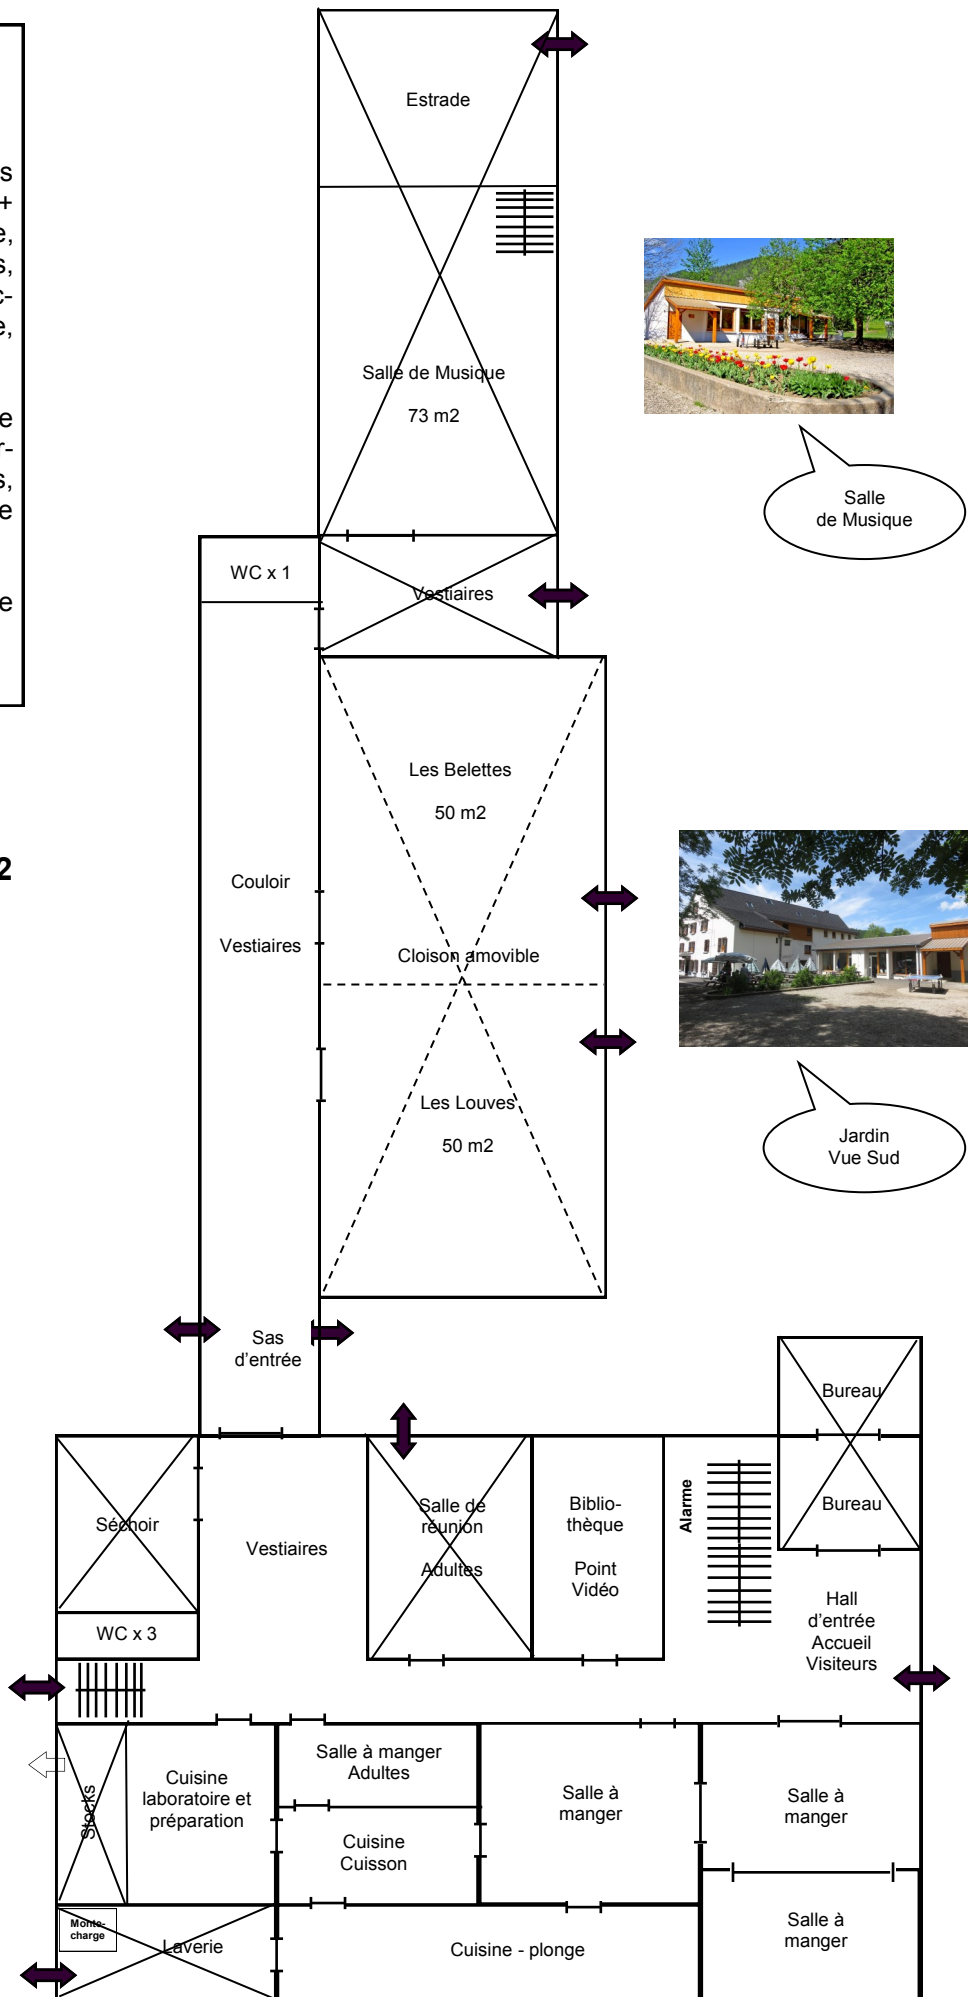 s
+
e,
s,
c-
e,
e
r-
s,
e
e
2
Estrade
Salle de Musique
73 m2
Salle
de Musique
WC x 1
Vestiaires
Les Belettes
50 m2
Couloir
Vestiaires
Cloison amovible
Les Louves
50 m2
Jardin
Vue Sud
Sas
d’entrée
Bureau
Bureau
Séchoir
Vestiaires
Salle de
réunion
Adultes
Biblio-
thèque
Point
Vidéo
Alarme
Hall
d’entrée
Accueil
Visiteurs
WC x 3
Stocks
Cuisine
laboratoire et
préparation
Salle à manger
Adultes
Cuisine
Cuisson
Salle à
manger
Salle à
manger
Monte-
charge
Laverie
Cuisine - plonge
Salle à
manger